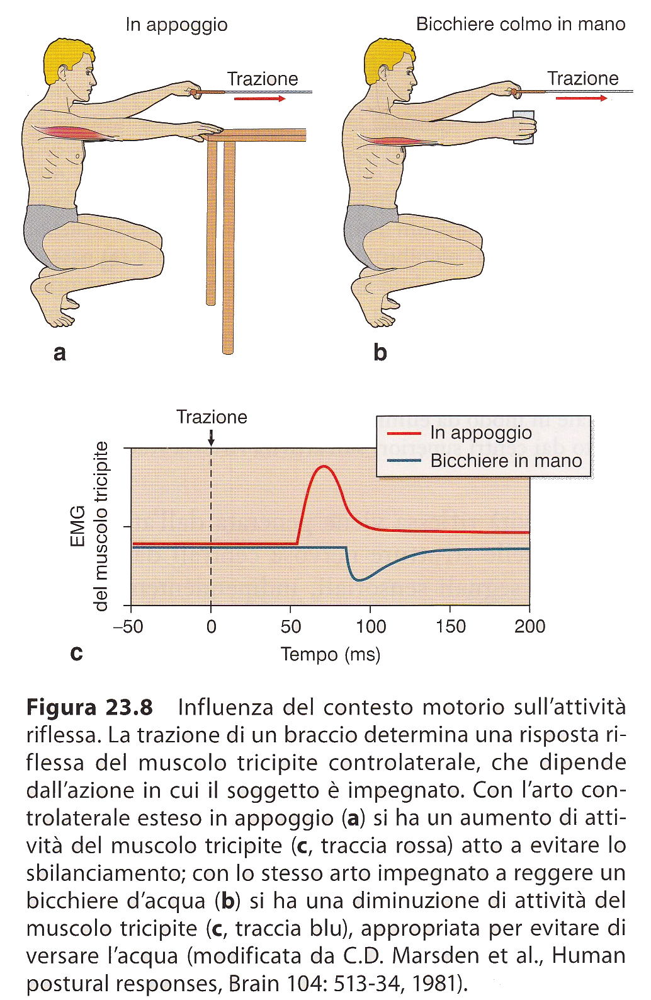 In appoggio
Bicchiere colmo in mano
Trazione
Trazione
a
b
Trazione
In appoggio
Bicchiere in mano
EMG
del muscolo tricipite
–50 0 50 100 150 200
Tempo (ms)
c
Figura 23.8 Influenza del contesto motorio sull'attività
riflessa. La trazione di un braccio determina una risposta ri-
flessa del muscolo tricipite controlaterale, che dipende
dall'azione in cui il soggetto è impegnato. Con l'arto con-
trolaterale esteso in appoggio (a) si ha un aumento di atti-
vità del muscolo tricipite (c, traccia rossa) atto a evitare lo
sbilanciamento; con lo stesso arto impegnato a reggere un
bicchiere d'acqua (b) si ha una diminuzione di attività del
muscolo tricipite (c, traccia blu), appropriata per evitare di
versare l'acqua (modificata da C.D. Marsden et al., Human
postural responses, Brain 104: 513-34, 1981).